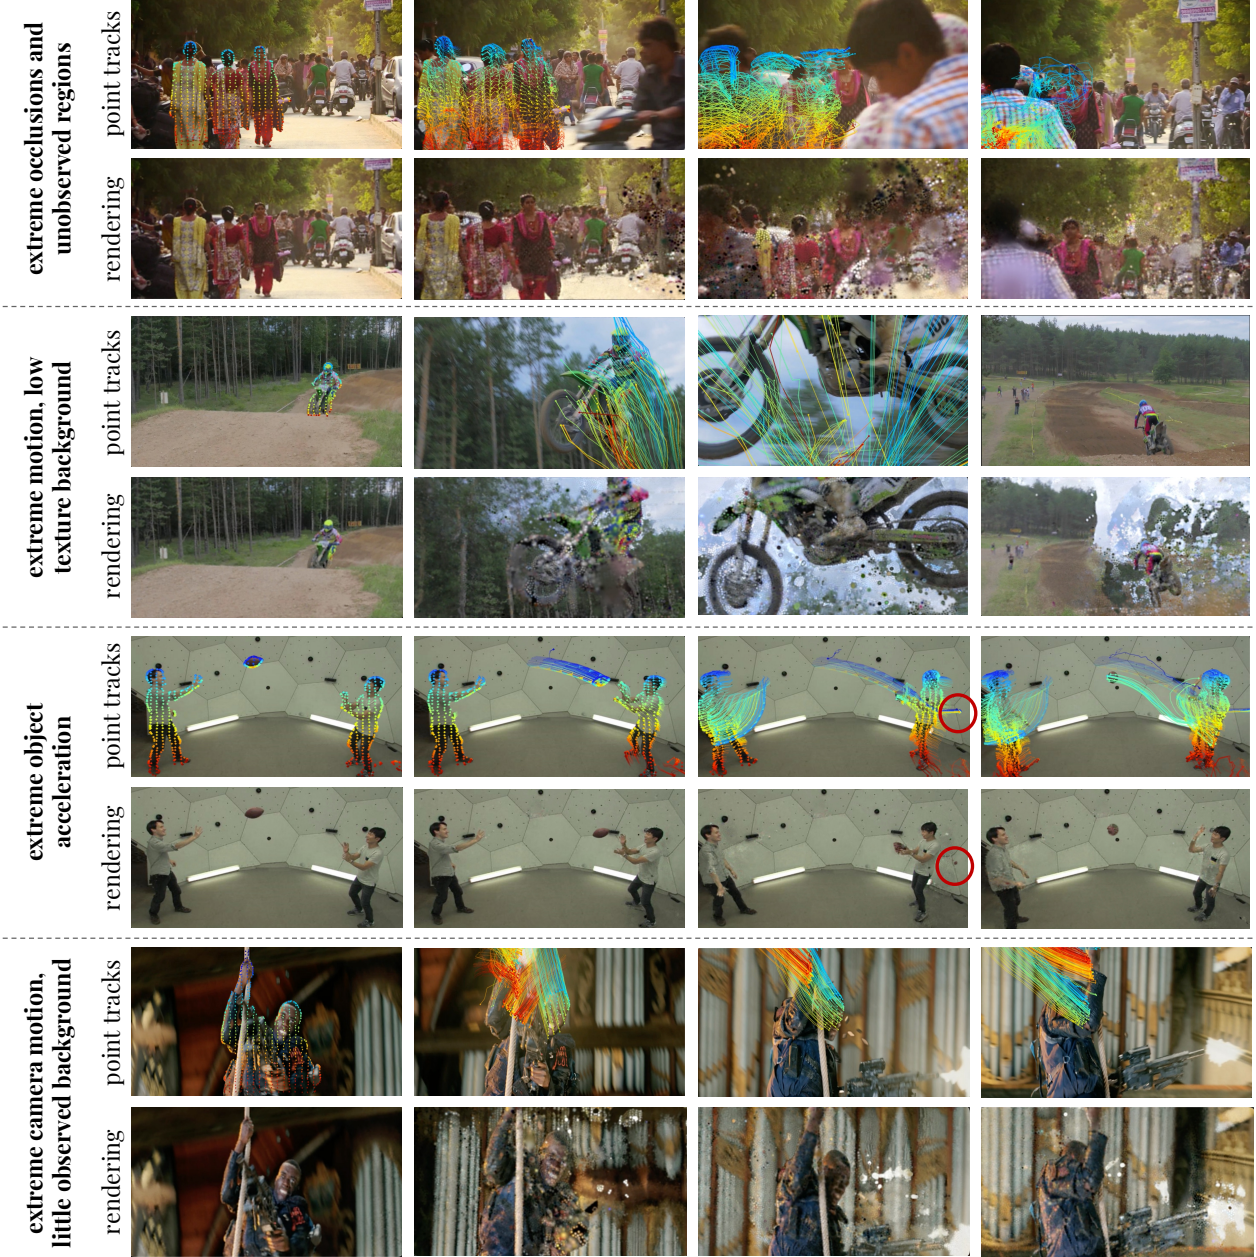 extreme occlusions and
unobserved regions
point tracks
rendering
extreme motion, low
texture background
point tracks
rendering
extreme object
acceleration
point tracks
rendering
extreme camera motion,
little observed background
point tracks
rendering